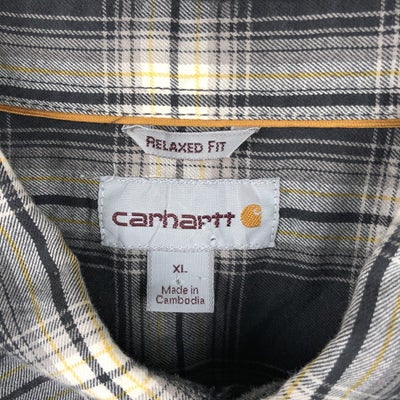 RELAXED FIT
carhartt
XL
Made in
Cambodia